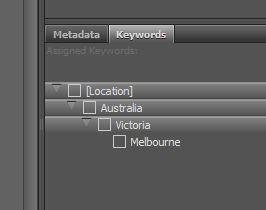 Metadata Keywords
Assigned Keywords:
[Location]
Australia
Victoria
Melbourne